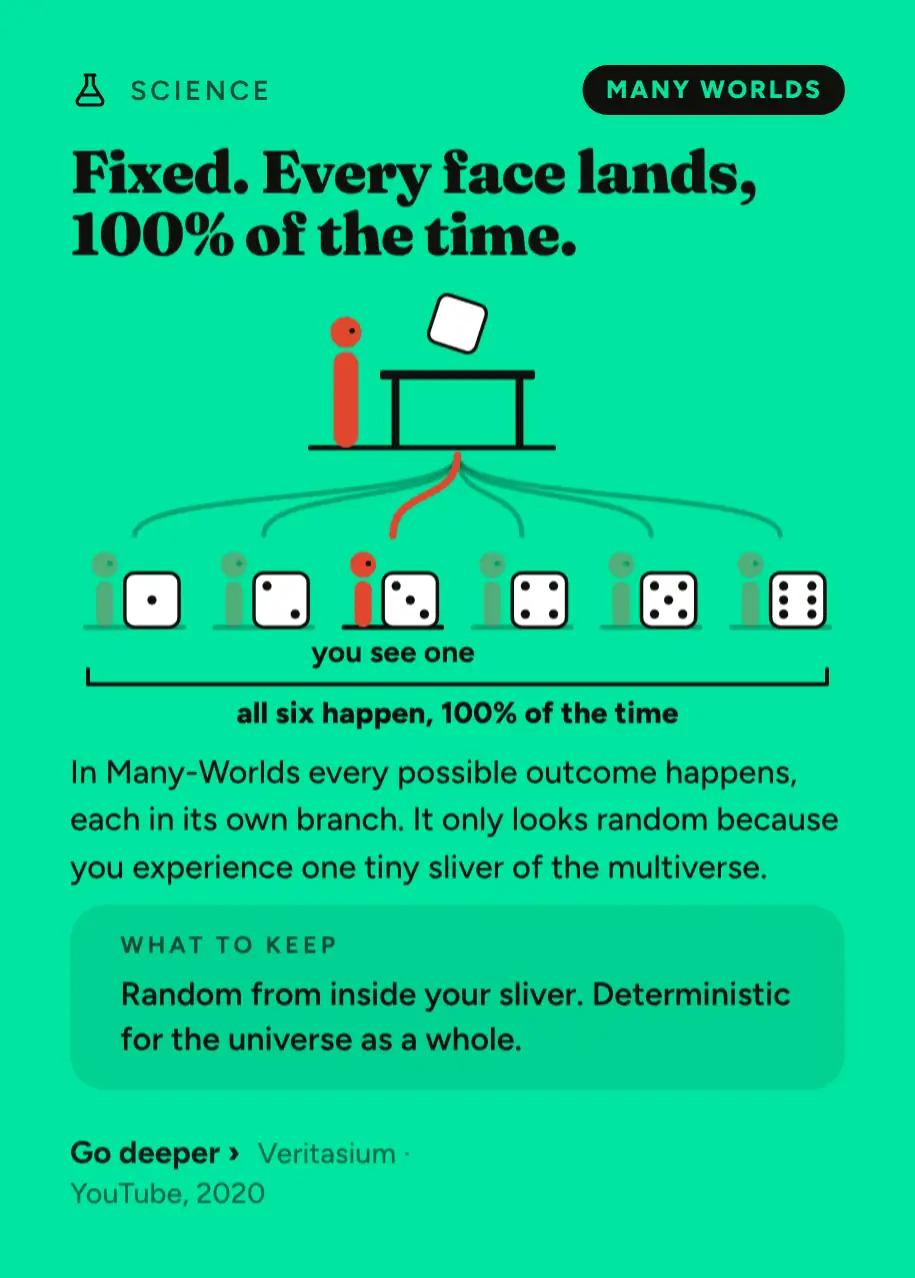 SCIENCE
MANY WORLDS
Fixed. Every face lands,
100% of the time.
you see one
all six happen, 100% of the time
In Many-Worlds every possible outcome happens,
each in its own branch. It only looks random because
you experience one tiny sliver of the multiverse.
WHAT TO KEEP
Random from inside your sliver. Deterministic
for the universe as a whole.
Go deeper › Veritasium ·
YouTube, 2020